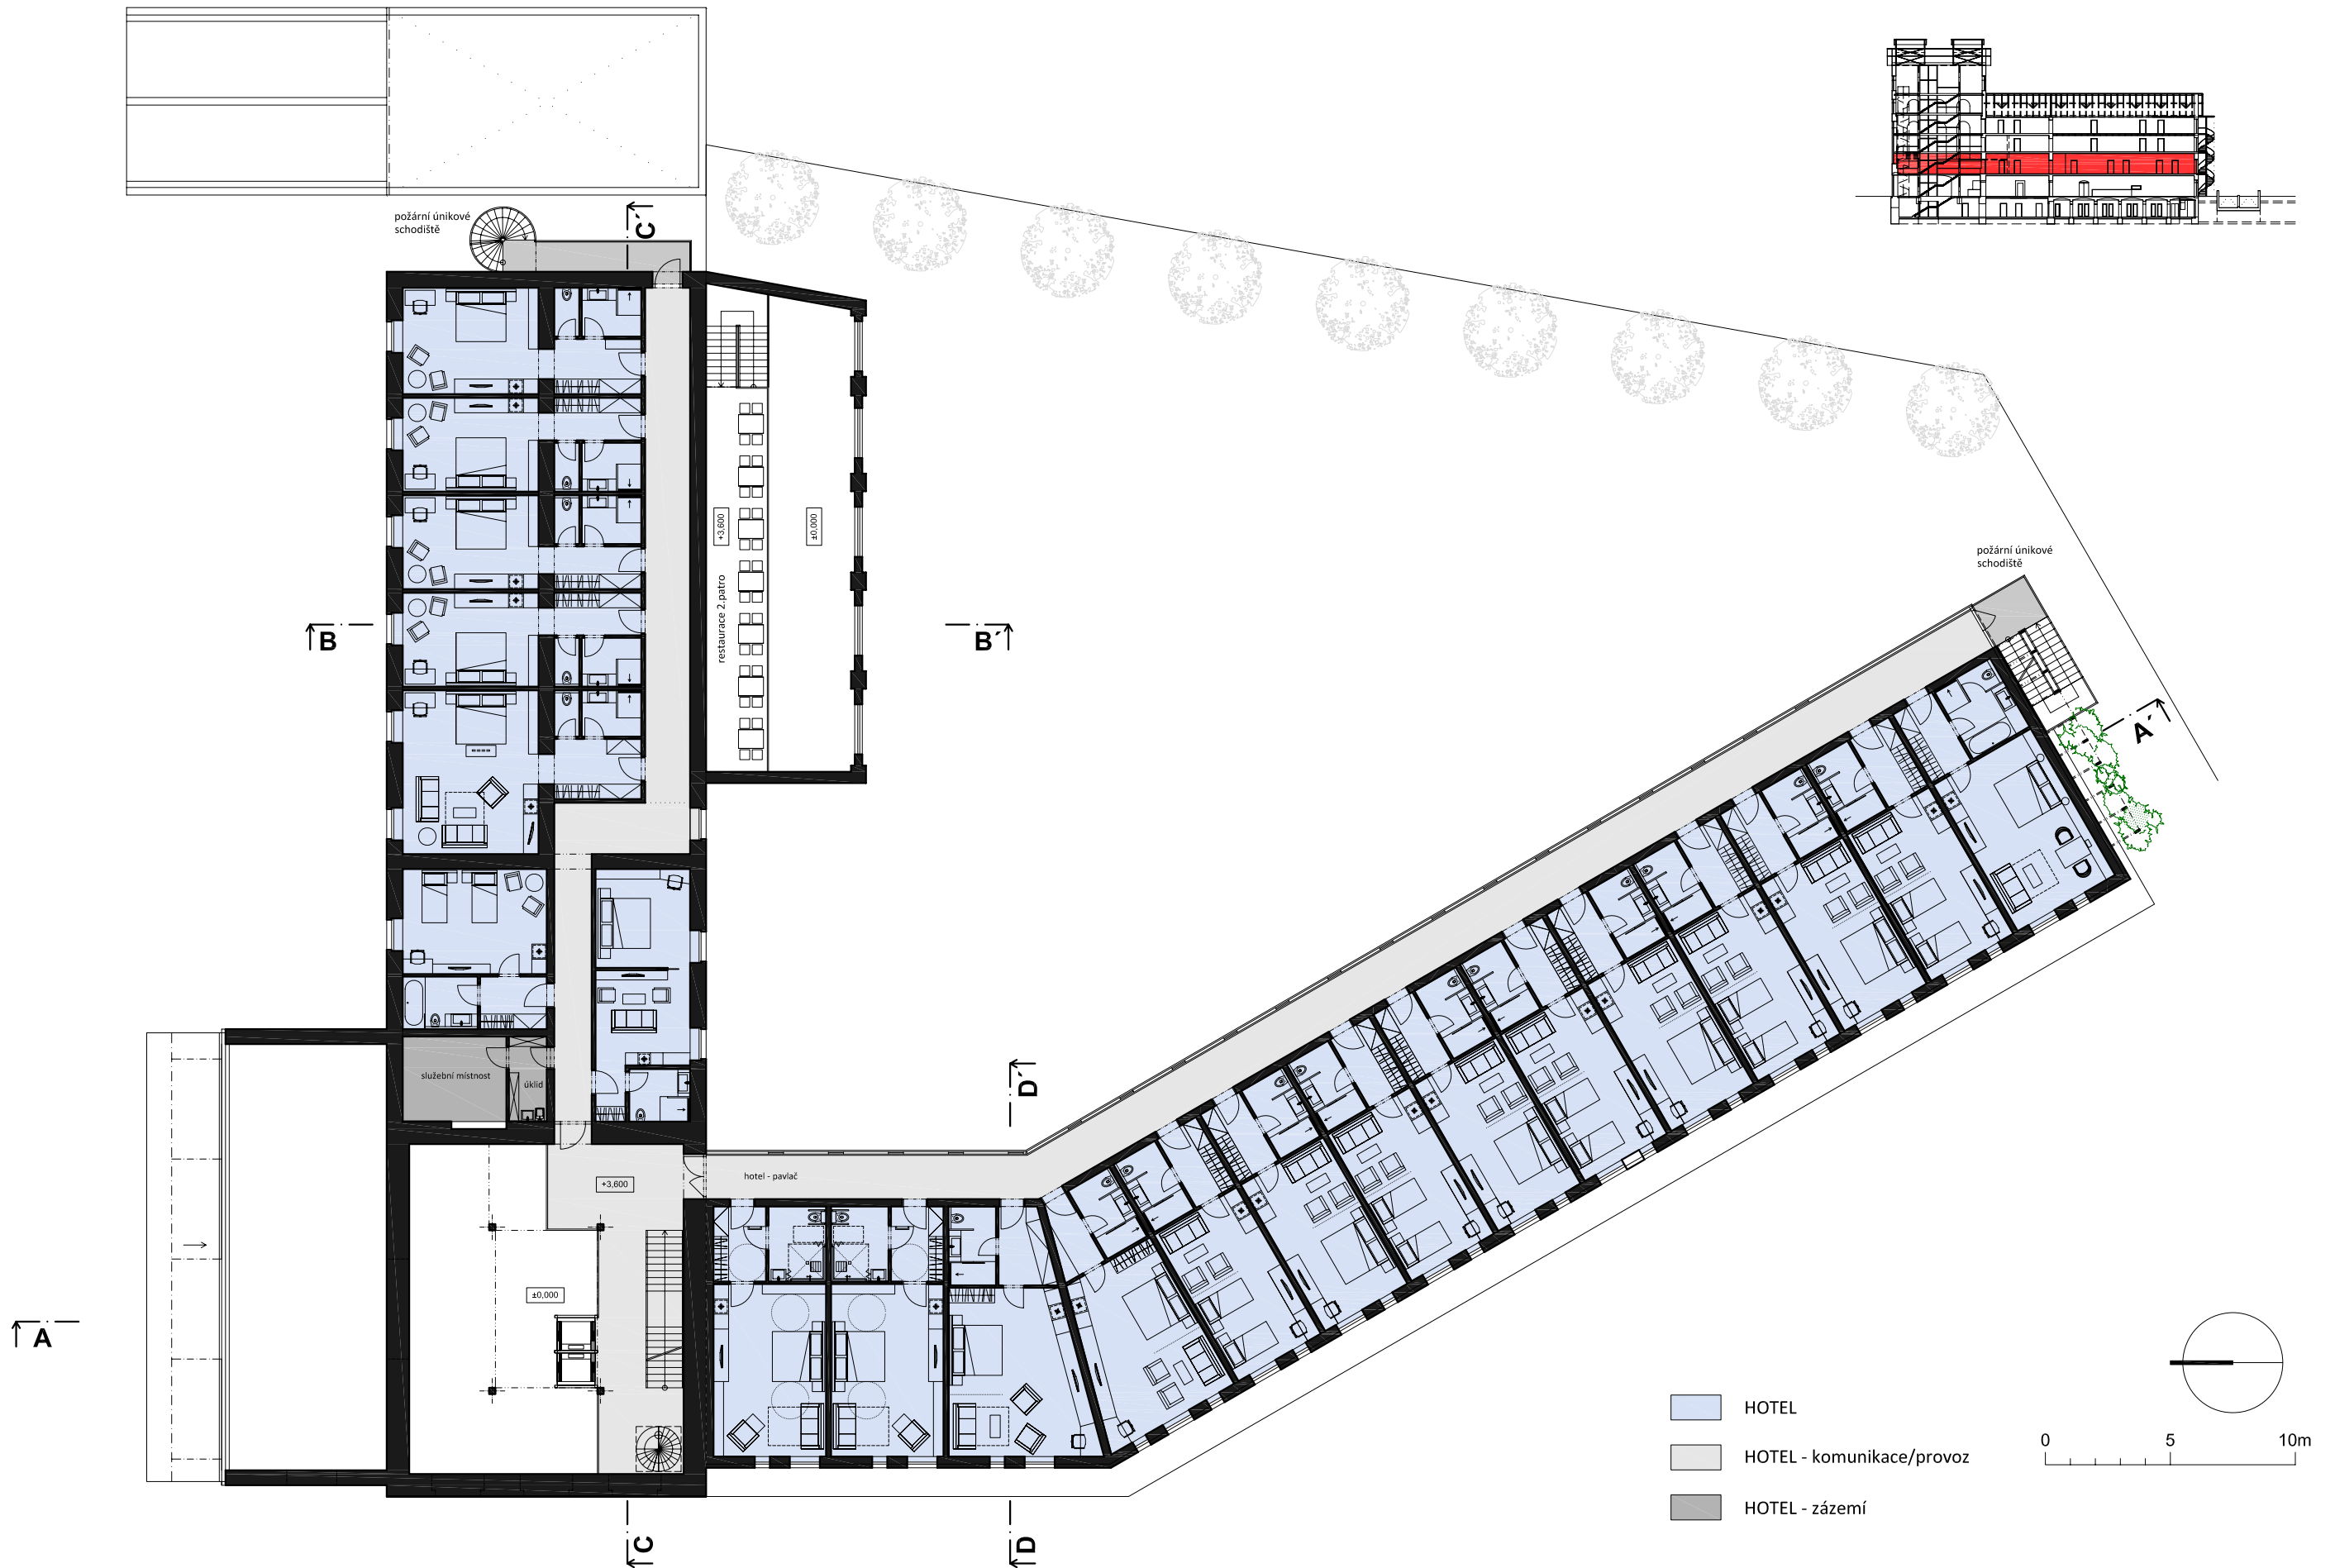 požární únikové
schodiště
C´
B
B´
+3,600
±0,000
restaurace 2.patro
požární únikové
schodiště
A´
služební místnost
úklid
D´
+3,600
hotel - pavlač
±0,000
A
HOTEL
HOTEL - komunikace/provoz
HOTEL - zázemí
0 5 10m
C
D